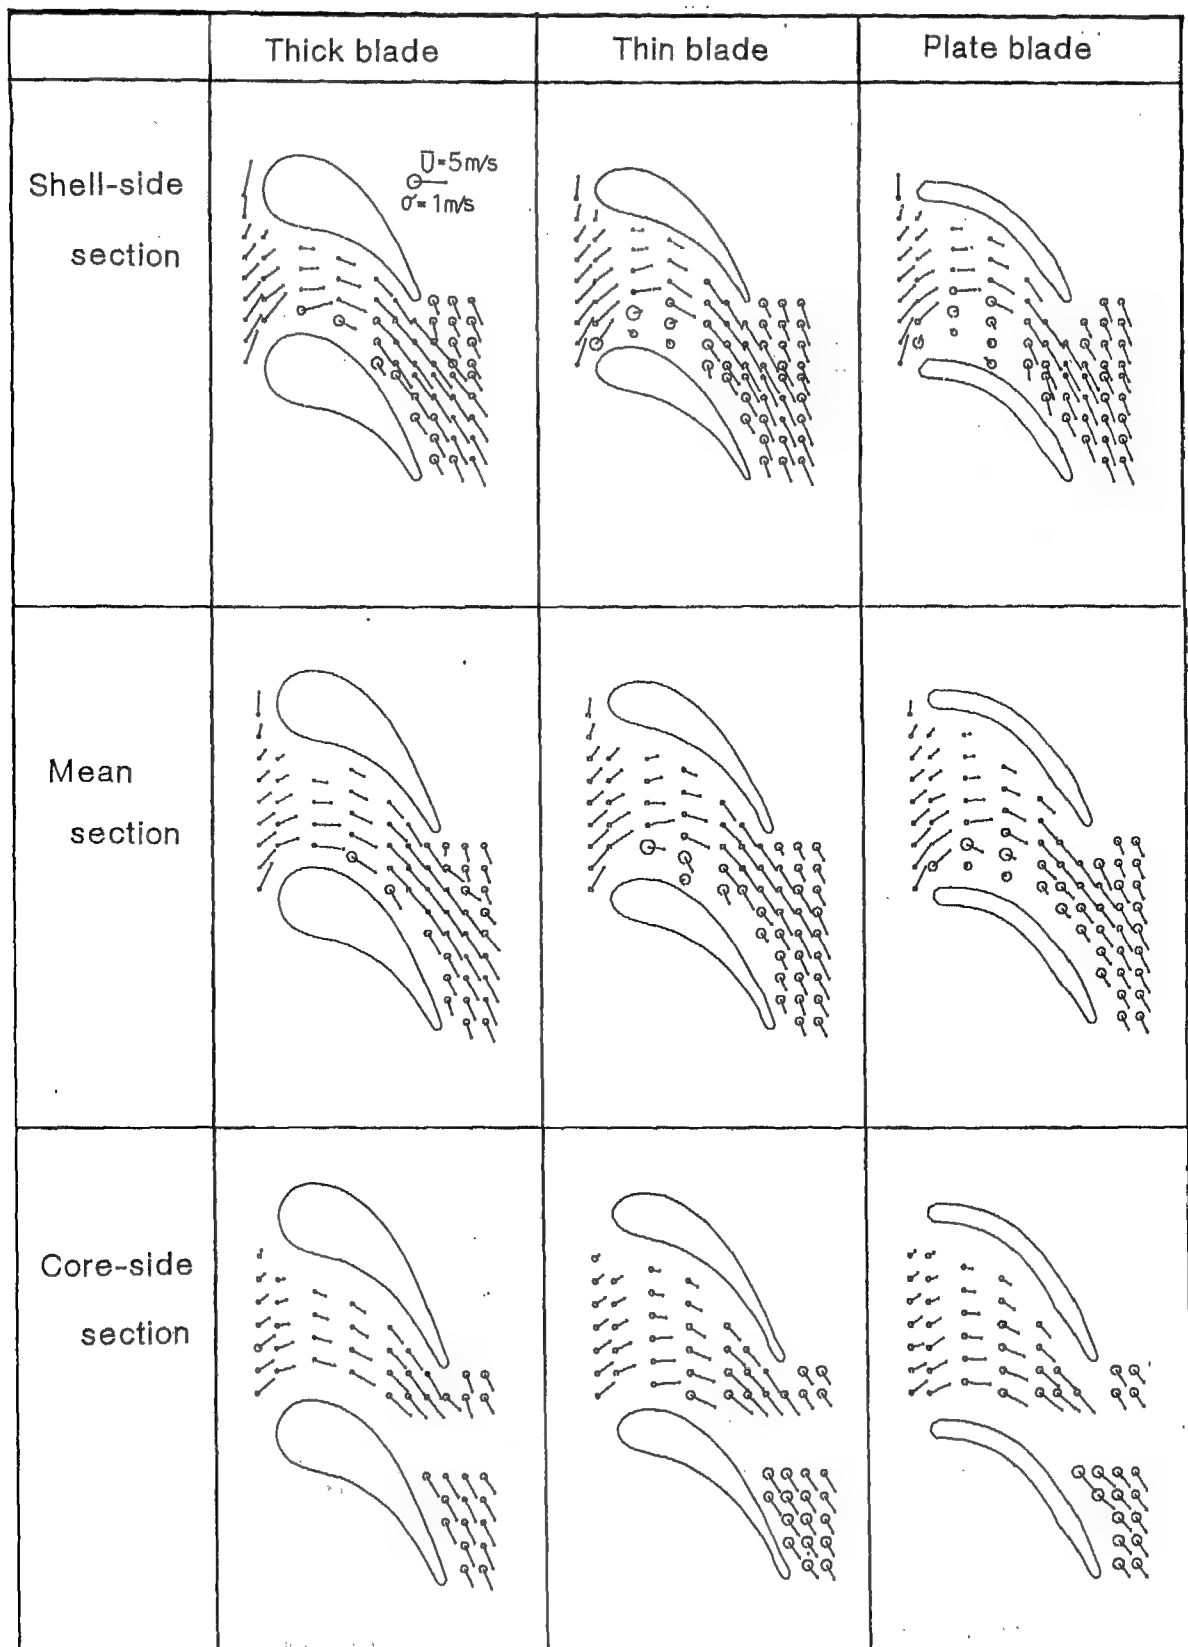 Thick blade
Thin blade
Plate blade
Shell-side
section
Ū=5m/s
σ=1m/s
Mean
section
Core-side
section